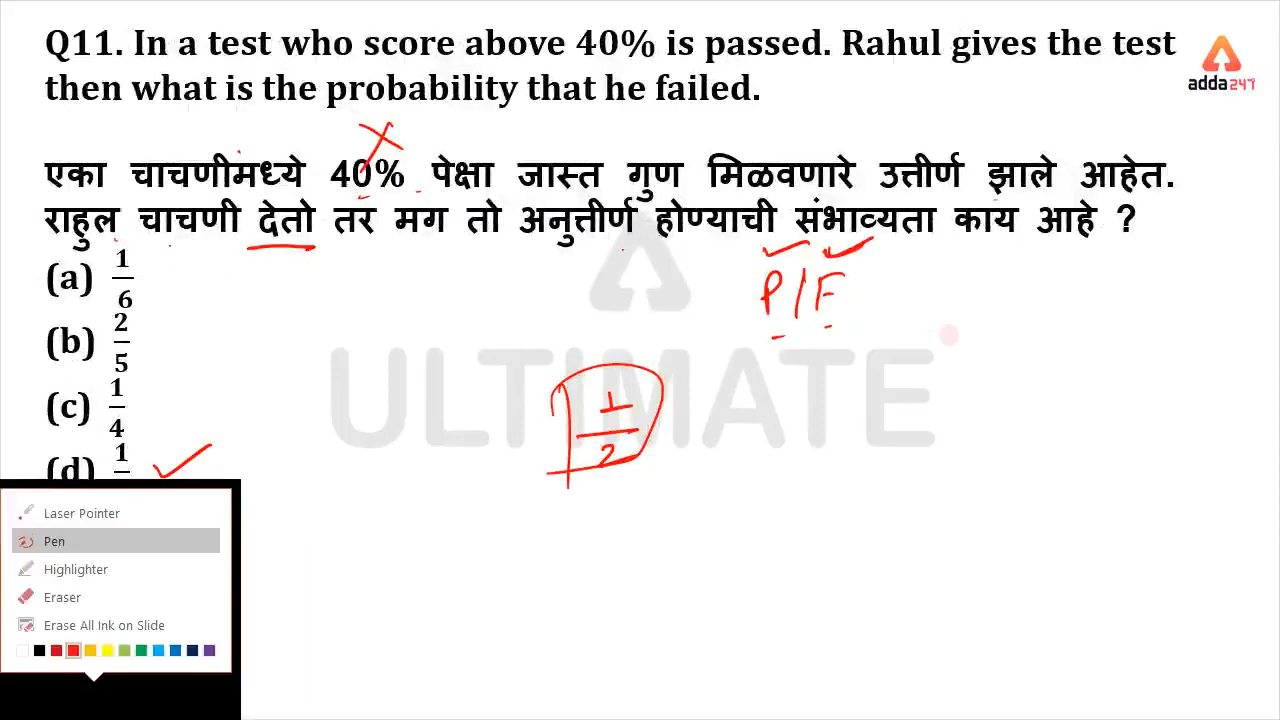 Q11. In a test who score above 40% is passed. Rahul gives the test
then what is the probability that he failed.
adda247
एका चाचणीमध्ये 40% पेक्षा जास्त गुण मिळवणारे उत्तीर्ण झाले आहेत.
राहुल चाचणी देतो तर मग तो अनुत्तीर्ण होण्याची संभाव्यता काय आहे ?
(a) 1/6
P/F
(b) 2/5
ULTIMATE
(c) 1/4
1/2
(d) 1
Laser Pointer
Pen
Highlighter
Eraser
Erase All Ink on Slide